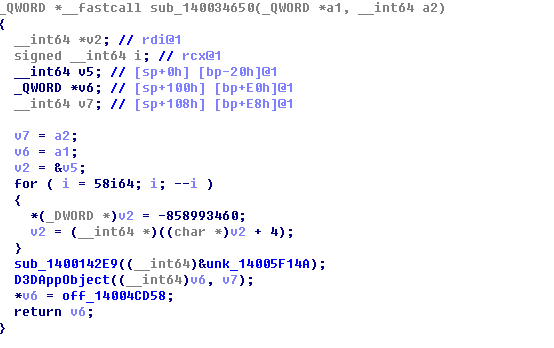 _QWORD *__fastcall sub_140034650(_QWORD *a1, __int64 a2)
{
  __int64 *v2; // rdi@1
  signed __int64 i; // rcx@1
  __int64 v5; // [sp+0h] [bp-20h]@1
  _QWORD *v6; // [sp+100h] [bp+E0h]@1
  __int64 v7; // [sp+108h] [bp+E8h]@1

  v7 = a2;
  v6 = a1;
  v2 = &v5;
  for ( i = 58i64; i; --i )
  {
    *(_DWORD *)v2 = -858993460;
    v2 = (__int64 *)((char *)v2 + 4);
  }
  sub_1400142E9((__int64)&unk_14005F14A);
  D3DAppObject((__int64)v6, v7);
  *v6 = off_14004CD58;
  return v6;
}